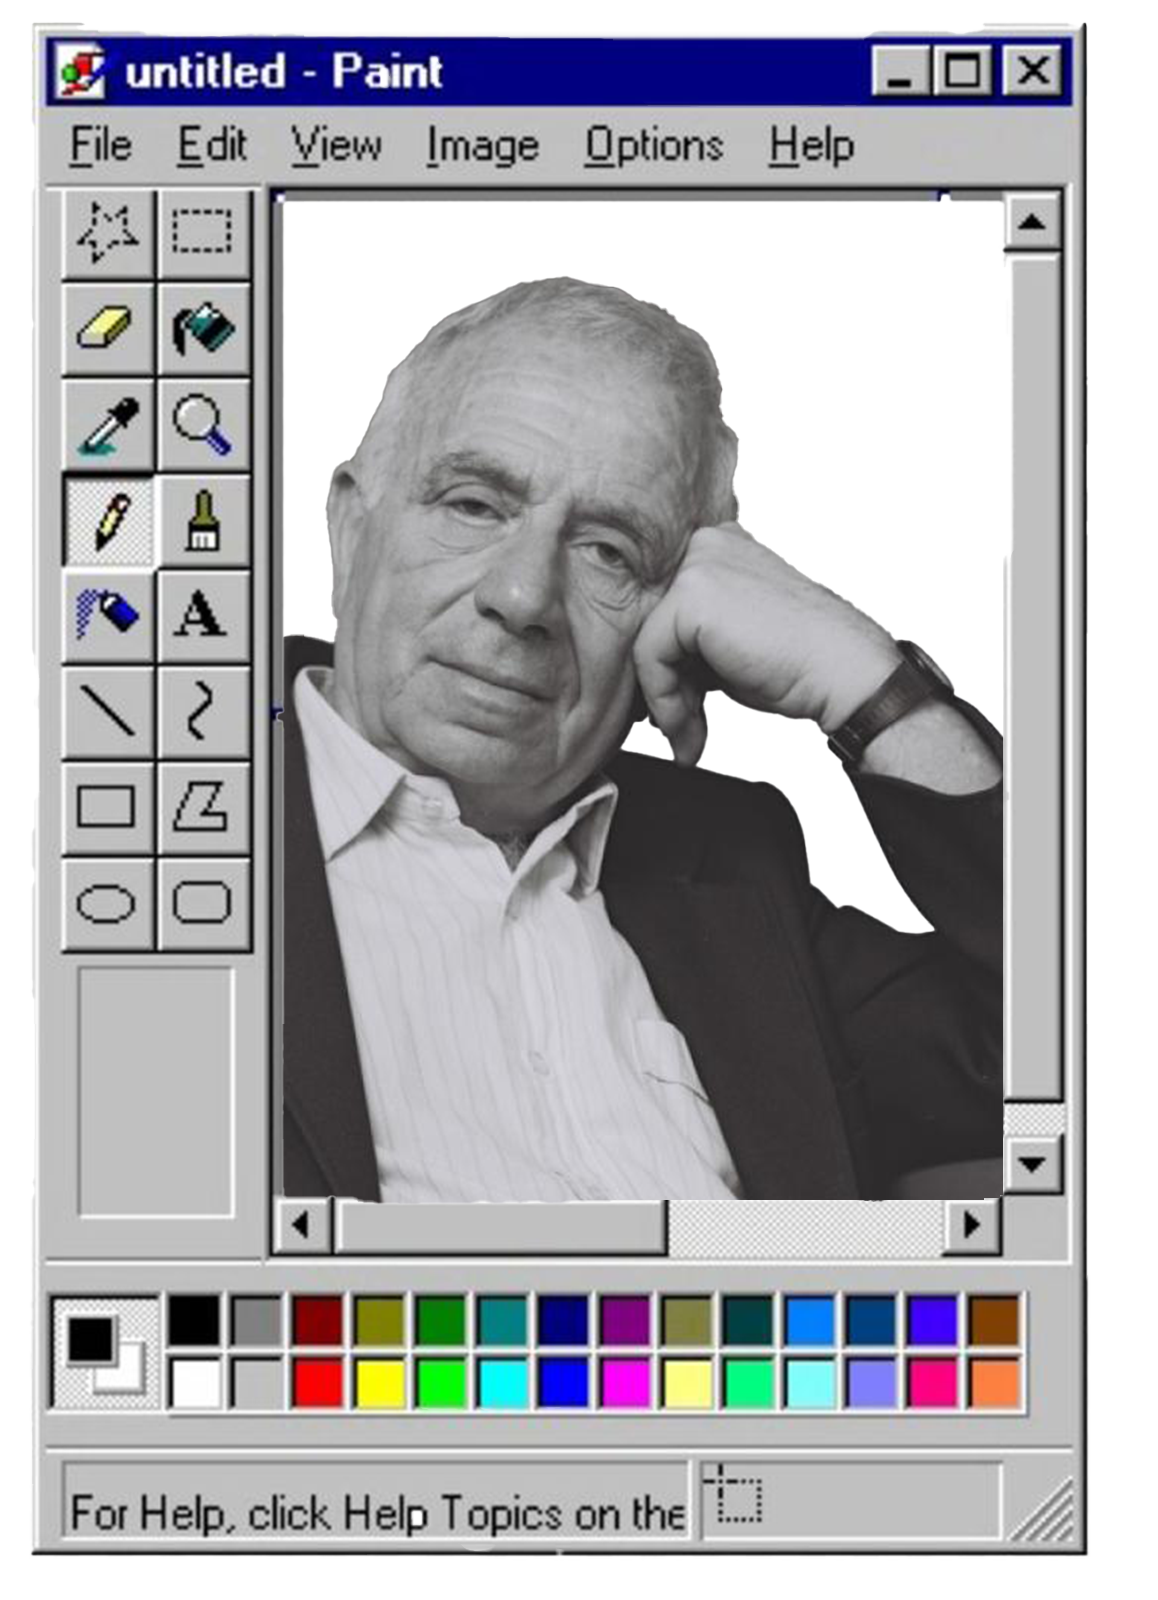 untitled - Paint
File Edit View Image Options Help
A
For Help, click Help Topics on the